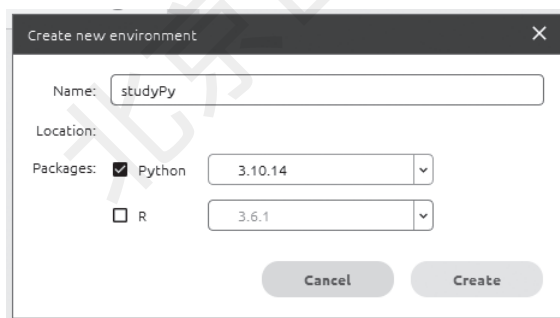 Create new environment
Name: studyPy
Location:
Packages: Python 3.10.14
R 3.6.1
Cancel Create